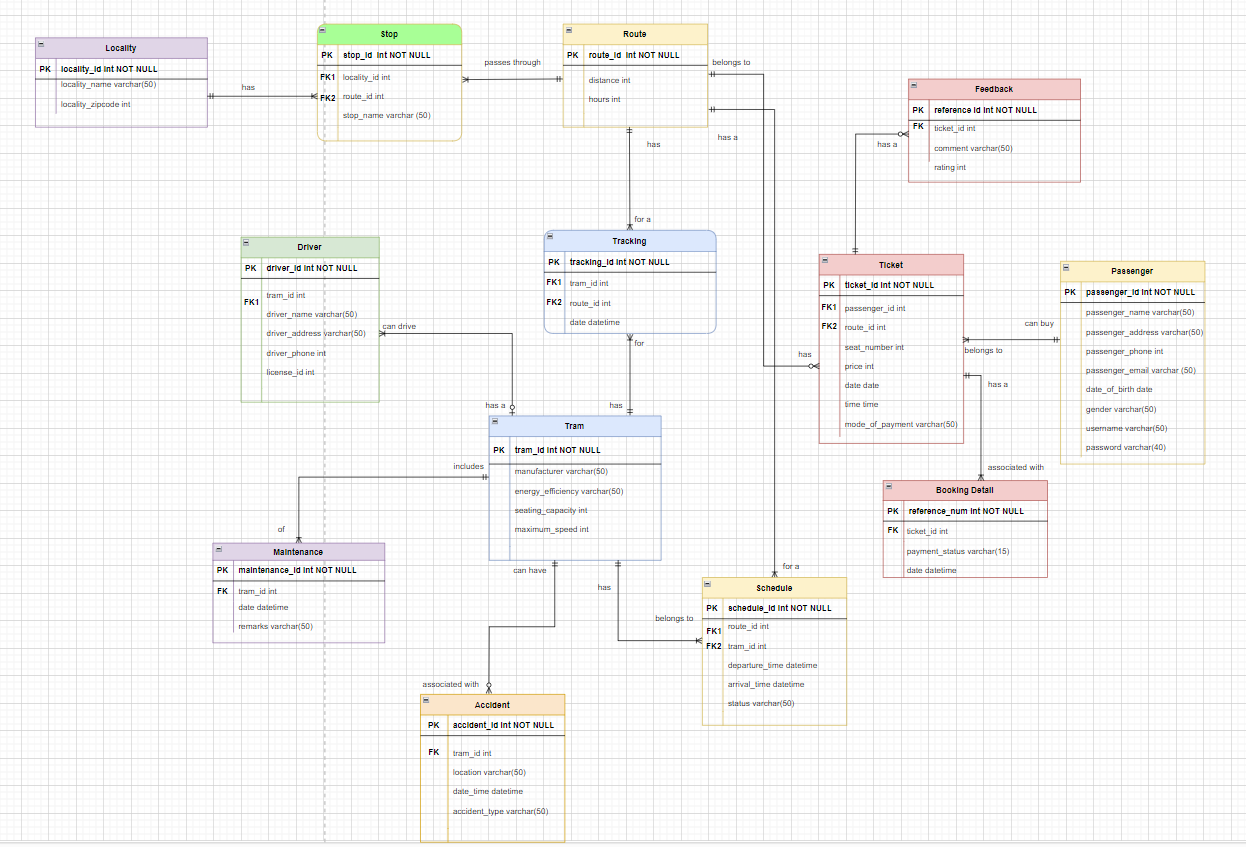 Locality
PK locality_id int NOT NULL
locality_name varchar(50)
locality_zipcode int
has
Stop
PK stop_id int NOT NULL
FK1 locality_id int
FK2 route_id int
stop_name varchar (50)
passes through
Route
PK route_id int NOT NULL
distance int
hours int
belongs to
has a
has
for a
Feedback
PK reference id int NOT NULL
FK ticket_id int
comment varchar(50)
rating int
has a
Driver
PK driver_id int NOT NULL
FK1 tram_id int
driver_name varchar(50)
driver_address varchar(50)
driver_phone int
license_id int
can drive
has a
Tracking
PK tracking_id int NOT NULL
FK1 tram_id int
FK2 route_id int
date datetime
for
has
Ticket
PK ticket_id int NOT NULL
FK1 passenger_id int
FK2 route_id int
seat_number int
price int
date date
time time
mode_of_payment varchar(50)
has
can buy
belongs to
has a
associated with
Passenger
PK passenger_id int NOT NULL
passenger_name varchar(50)
passenger_address varchar(50)
passenger_phone int
passenger_email varchar (50)
date_of_birth date
gender varchar(50)
username varchar(50)
password varchar(40)
Tram
PK tram_id int NOT NULL
manufacturer varchar(50)
energy_efficiency varchar(50)
seating_capacity int
maximum_speed int
includes
of
Maintenance
PK maintenance_id int NOT NULL
FK tram_id int
date datetime
remarks varchar(50)
can have
has
belongs to
for a
associated with
Booking Detail
PK reference_num int NOT NULL
FK ticket_id int
payment_status varchar(15)
date datetime
Schedule
PK schedule_id int NOT NULL
FK1 route_id int
FK2 tram_id int
departure_time datetime
arrival_time datetime
status varchar(50)
Accident
PK accident_id int NOT NULL
FK tram_id int
location varchar(50)
date_time datetime
accident_type varchar(50)